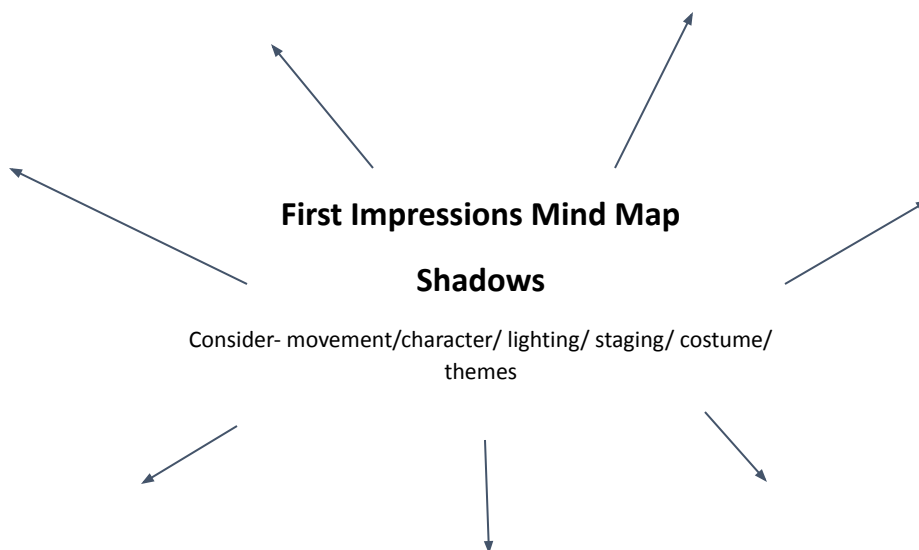 First Impressions Mind Map
Shadows
Consider- movement/character/ lighting/ staging/ costume/
themes